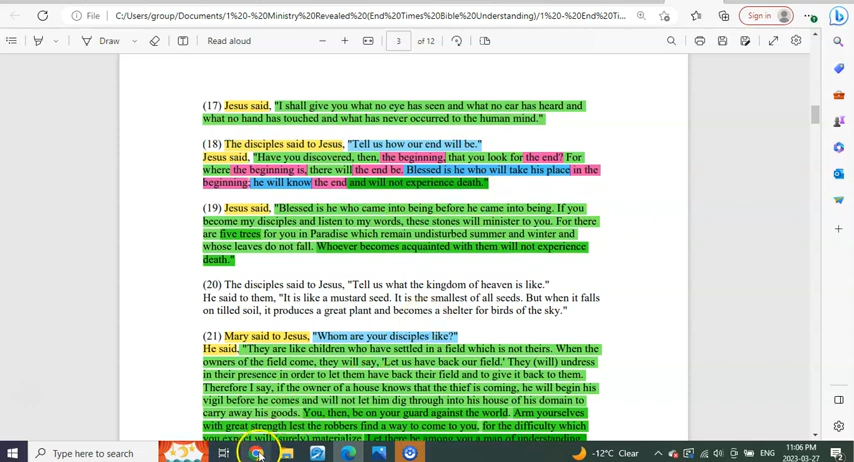 File
C:/Users/group/Documents/1%20-%20Ministry%20Revealed%20(End%20Times%20Bible%20Understanding)/1%20-%20End%20Ti...
Sign in
Draw
Read aloud
3
of 12
(17) Jesus said, "I shall give you what no eye has seen and what no ear has heard and
what no hand has touched and what has never occurred to the human mind."
(18) The disciples said to Jesus, "Tell us how our end will be."
Jesus said, "Have you discovered, then, the beginning, that you look for the end? For
where the beginning is, there will the end be. Blessed is he who will take his place in the
beginning; he will know the end and will not experience death."
(19) Jesus said, "Blessed is he who came into being before he came into being. If you
become my disciples and listen to my words, these stones will minister to you. For there
are five trees for you in Paradise which remain undisturbed summer and winter and
whose leaves do not fall. Whoever becomes acquainted with them will not experience
death."
(20) The disciples said to Jesus, "Tell us what the kingdom of heaven is like."
He said to them, "It is like a mustard seed. It is the smallest of all seeds. But when it falls
on tilled soil, it produces a great plant and becomes a shelter for birds of the sky."
(21) Mary said to Jesus, "Whom are your disciples like?"
He said, "They are like children who have settled in a field which is not theirs. When the
owners of the field come, they will say, 'Let us have back our field.' They (will) undress
in their presence in order to let them have back their field and to give it back to them.
Therefore I say, if the owner of a house knows that the thief is coming, he will begin his
vigil before he comes and will not let him dig through into his house of his domain to
carry away his goods. You, then, be on your guard against the world. Arm yourselves
with great strength lest the robbers find a way to come to you, for the difficulty which
you expect will (surely) materialize. Let there be among you a man of understanding.
Type here to search
-12°C Clear
ENG
11:06 PM
2023-03-27
2